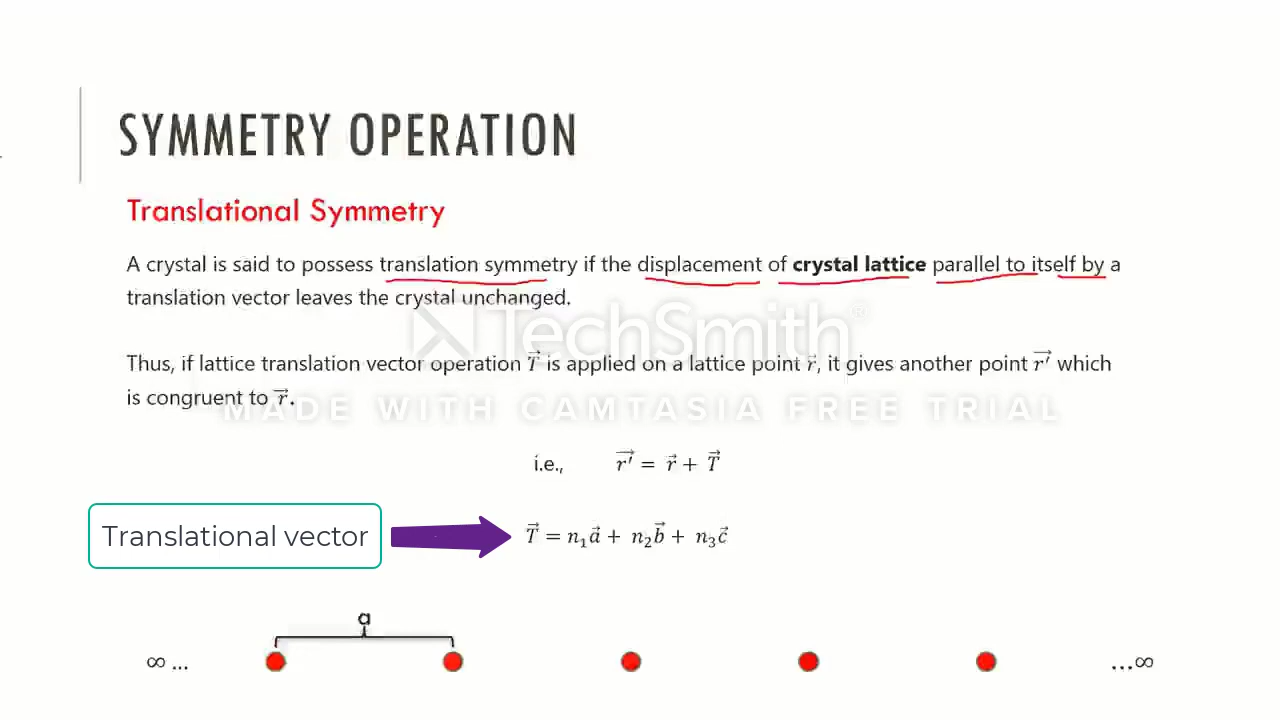 SYMMETRY OPERATION
Translational Symmetry
A crystal is said to possess translation symmetry if the displacement of crystal lattice parallel to itself by a
translation vector leaves the crystal unchanged.
TechSmith®
Thus, if lattice translation vector operation T⃗ is applied on a lattice point r⃗, it gives another point r⃗′ which
is congruent to r⃗.
MADE WITH CAMTASIA FREE TRIAL
i.e., r⃗′ = r⃗ + T⃗
Translational vector T⃗ = n₁a⃗ + n₂b⃗ + n₃c⃗
a
∞ ... ...∞